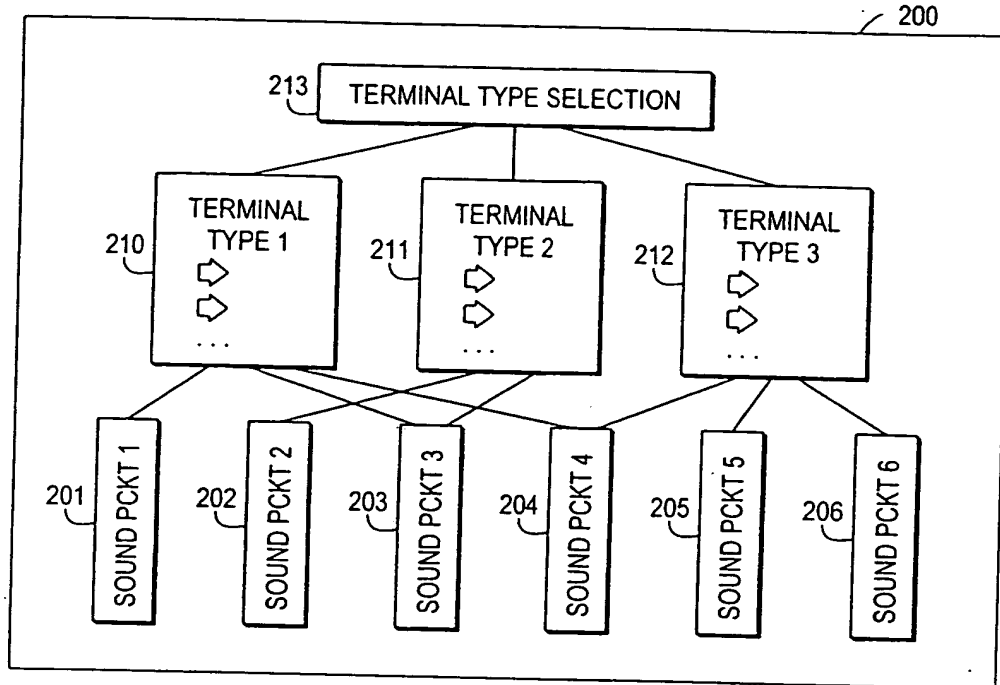 200
213
TERMINAL TYPE SELECTION
210
TERMINAL
TYPE 1
. . .
211
TERMINAL
TYPE 2
. . .
212
TERMINAL
TYPE 3
. . .
201
SOUND PCKT 1
202
SOUND PCKT 2
203
SOUND PCKT 3
204
SOUND PCKT 4
205
SOUND PCKT 5
206
SOUND PCKT 6